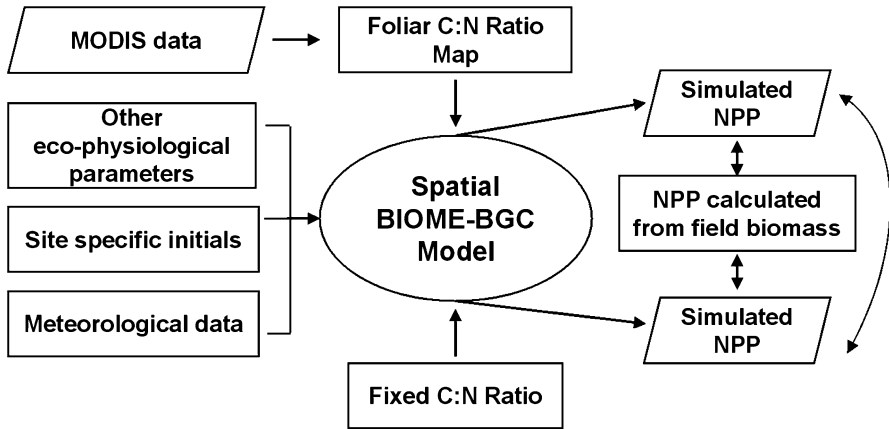 MODIS data
Foliar C:N Ratio
Map
Other
eco-physiological
parameters
Site specific initials
Meteorological data
Spatial
BIOME-BGC
Model
Fixed C:N Ratio
Simulated
NPP
NPP calculated
from field biomass
Simulated
NPP